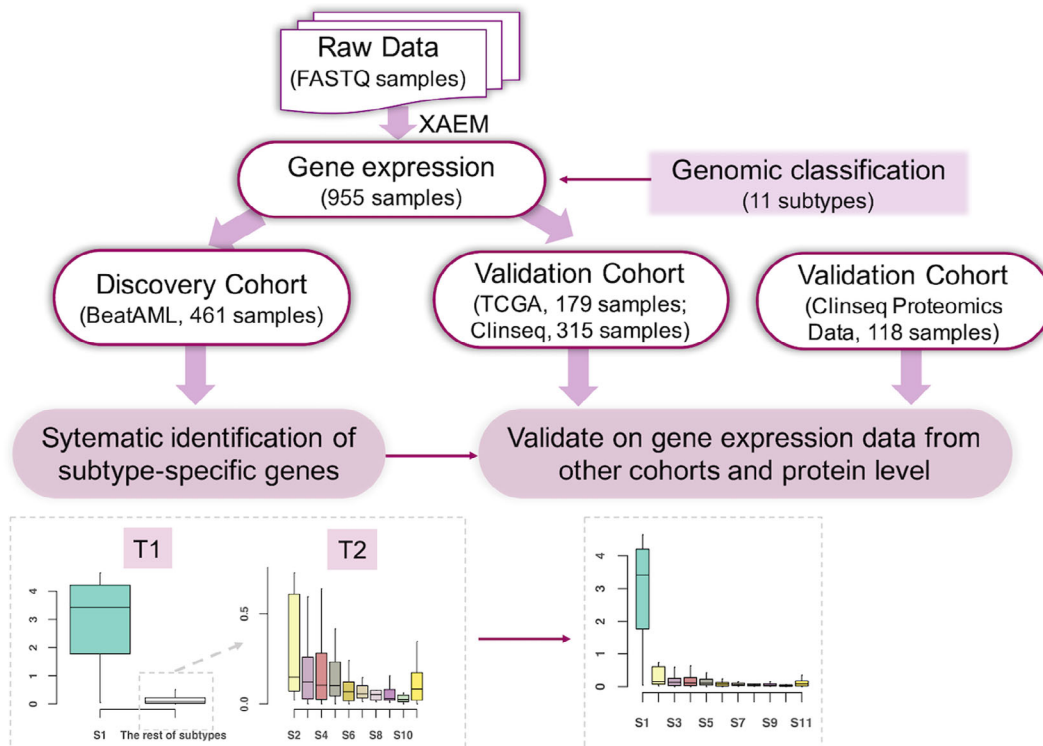 Raw Data
(FASTQ samples)
XAEM
Gene expression
(955 samples)
Genomic classification
(11 subtypes)
Discovery Cohort
(BeatAML, 461 samples)
Validation Cohort
(TCGA, 179 samples;
Clinseq, 315 samples)
Validation Cohort
(Clinseq Proteomics
Data, 118 samples)
Sytematic identification of
subtype-specific genes
Validate on gene expression data from
other cohorts and protein level
T1
4
3
2
1
0
S1 The rest of subtypes
T2
0.5
0.0
S2 S4 S6 S8 S10
4
3
2
1
0
S1 S3 S5 S7 S9 S11